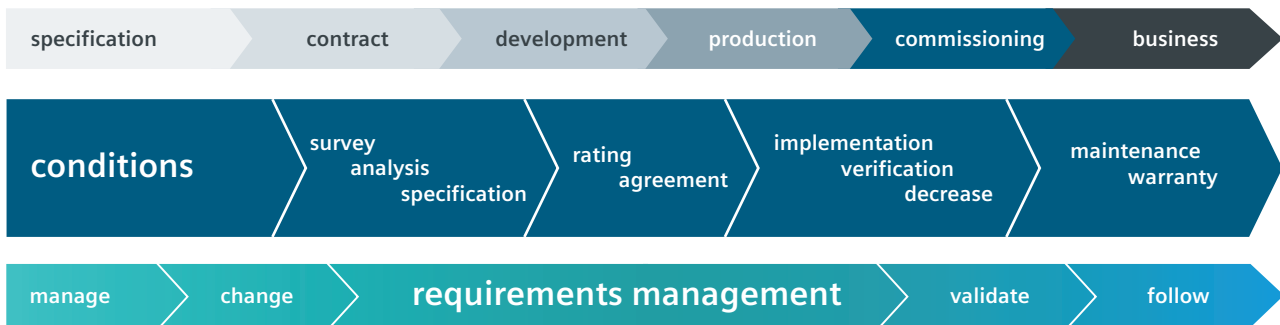 specification contract development production commissioning business
conditions
survey
analysis
specification
rating
agreement
implementation
verification
decrease
maintenance
warranty
manage change requirements management validate follow